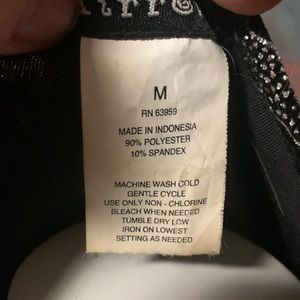 M
RN 63959
MADE IN INDONESIA
90% POLYESTER
10% SPANDEX
MACHINE WASH COLD
GENTLE CYCLE
USE ONLY NON - CHLORINE
BLEACH WHEN NEEDED
TUMBLE DRY LOW
IRON ON LOWEST
SETTING AS NEEDED